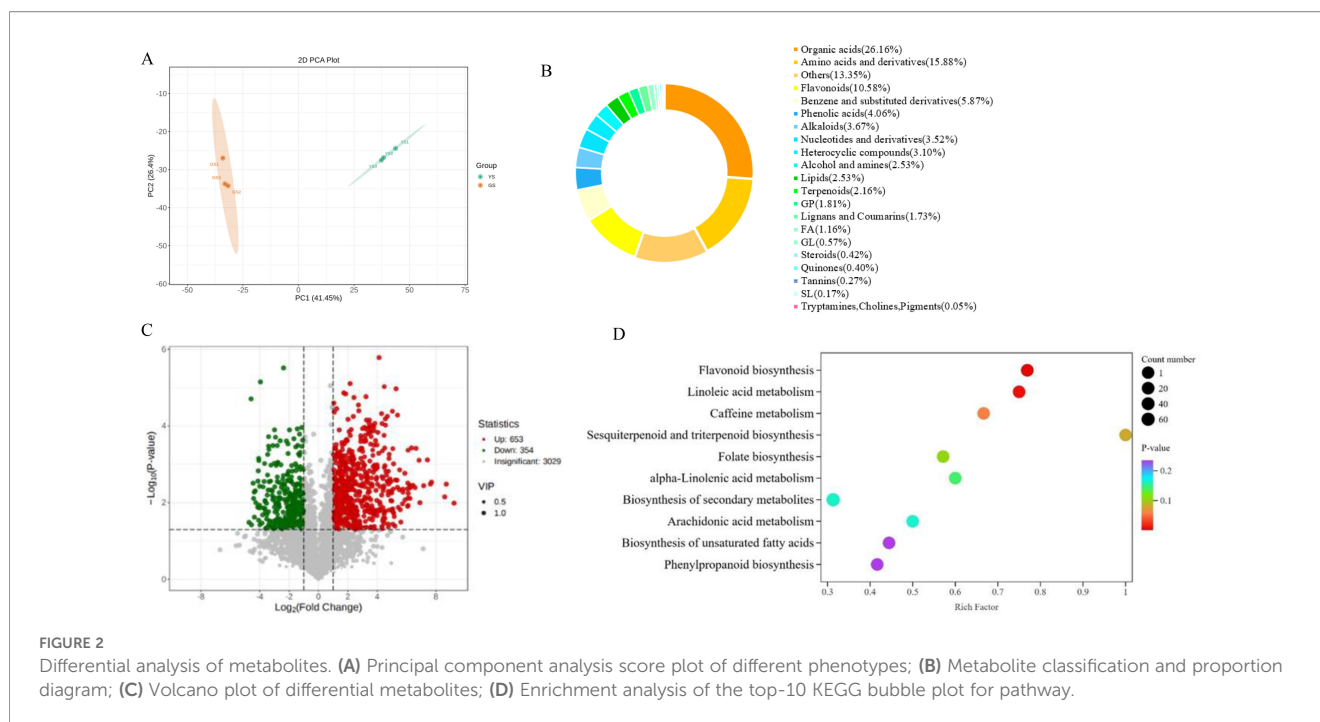 A
2D PCA Plot
-10
-20
-30
-40
-50
-60
PC2 (26.4%)
-50
-25
0
25
50
75
PC1 (41.45%)
GS1
GS2
YS1
Group
YS
GS
B
Organic acids(26.16%)
Amino acids and derivatives(15.88%)
Others(13.35%)
Flavonoids(10.58%)
Benzene and substituted derivatives(5.87%)
Phenolic acids(4.06%)
Alkaloids(3.67%)
Nucleotides and derivatives(3.52%)
Heterocyclic compounds(3.10%)
Alcohol and amines(2.53%)
Lipids(2.53%)
Terpenoids(2.16%)
GP(1.81%)
Lignans and Coumarins(1.73%)
FA(1.16%)
GL(0.57%)
Steroids(0.42%)
Quinones(0.40%)
Tannins(0.27%)
SL(0.17%)
Tryptamines,Cholines,Pigments(0.05%)
C
6
4
2
0
−Log10(P-value)
-8
-4
0
4
8
Log2(Fold Change)
Statistics
Up: 653
Down: 354
Insignificant: 3029
VIP
0.5
1.0
D
Flavonoid biosynthesis
Linoleic acid metabolism
Caffeine metabolism
Sesquiterpenoid and triterpenoid biosynthesis
Folate biosynthesis
alpha-Linolenic acid metabolism
Biosynthesis of secondary metabolites
Arachidonic acid metabolism
Biosynthesis of unsaturated fatty acids
Phenylpropanoid biosynthesis
0.3
0.4
0.5
0.6
0.7
0.8
0.9
1
Rich Factor
Count number
1
20
40
60
P-value
0.2
0.1
FIGURE 2
Differential analysis of metabolites. (A) Principal component analysis score plot of different phenotypes; (B) Metabolite classification and proportion
diagram; (C) Volcano plot of differential metabolites; (D) Enrichment analysis of the top-10 KEGG bubble plot for pathway.